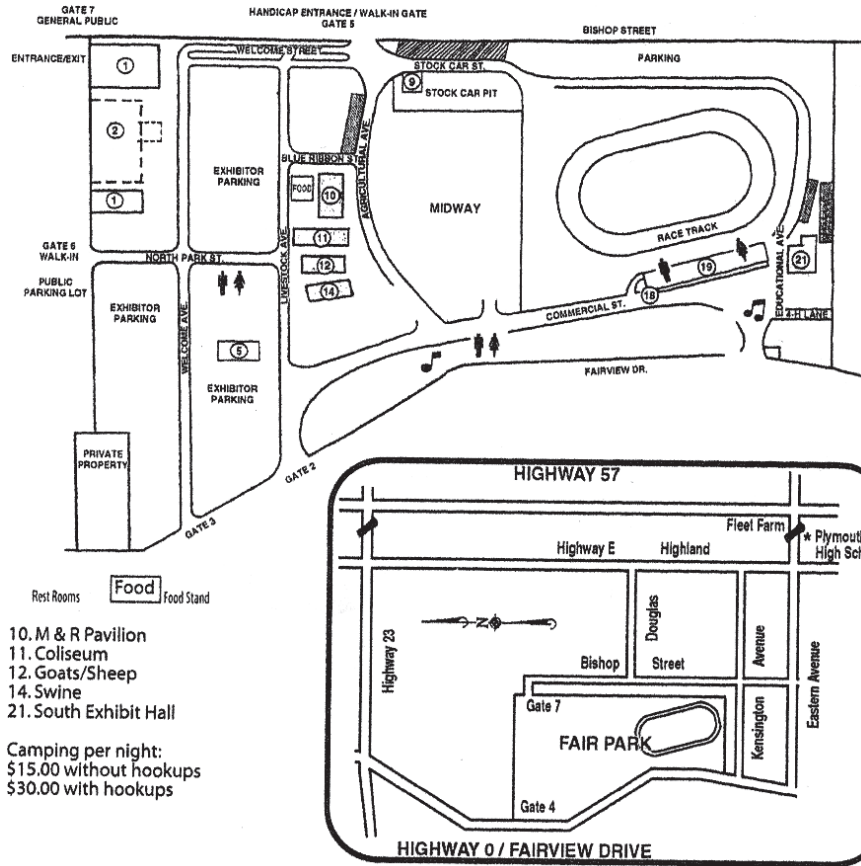 GATE 7
GENERAL PUBLIC
HANDICAP ENTRANCE / WALK-IN GATE
GATE 5
BISHOP STREET
ENTRANCE/EXIT
1
WELCOME STREET
STOCK CAR ST.
PARKING
9
STOCK CAR PIT
2
AGRICULTURAL AVE.
BLUE RIBBON ST.
EXHIBITOR
PARKING
FOOD
10
1
MIDWAY
11
RACE TRACK
EDUCATIONAL AVE.
GATE 6
WALK-IN
NORTH PARK ST.
LIVESTOCK AVE.
12
19
21
PUBLIC
PARKING LOT
14
18
EXHIBITOR
PARKING
COMMERCIAL ST.
4-H LANE
WELCOME AVE.
5
EXHIBITOR
PARKING
FAIRVIEW DR.
PRIVATE
PROPERTY
GATE 2
GATE 3
HIGHWAY 57
Fleet Farm
* Plymout
High Sch
Highway E
Highland
Rest Rooms
Food
Food Stand
10. M & R Pavilion
11. Coliseum
12. Goats/Sheep
14. Swine
21. South Exhibit Hall
Camping per night:
$15.00 without hookups
$30.00 with hookups
N
Highway 23
Douglas
Avenue
Bishop
Street
Eastern Avenue
Gate 7
Kensington
FAIR PARK
Gate 4
HIGHWAY 0 / FAIRVIEW DRIVE